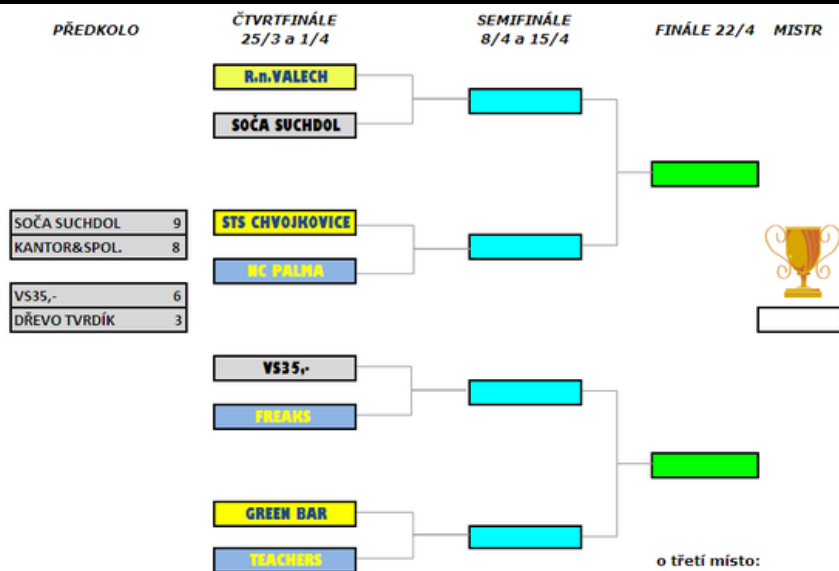 PŘEDKOLO
ČTVRTFINÁLE
25/3 a 1/4
SEMIFINÁLE
8/4 a 15/4
FINÁLE 22/4
MISTR
R.n.VALECH
SOČA SUCHDOL
SOČA SUCHDOL 9
KANTOR&SPOL. 8
VS35,- 6
DŘEVO TVRDÍK 3
STS CHVOJKOVICE
NC PALMA
VS35,-
FREAKS
GREEN BAR
TEACHERS
o třetí místo: